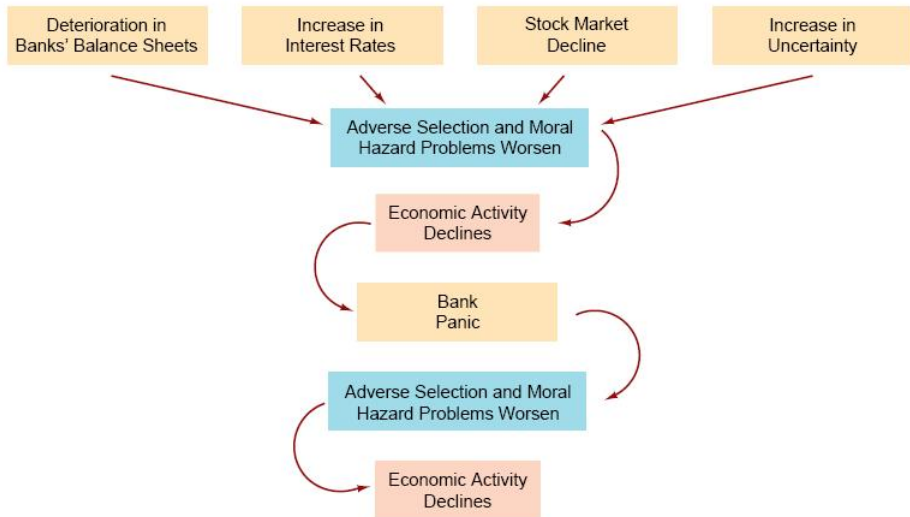 Deterioration in
Banks’ Balance Sheets
Increase in
Interest Rates
Stock Market
Decline
Increase in
Uncertainty
Adverse Selection and Moral
Hazard Problems Worsen
Economic Activity
Declines
Bank
Panic
Adverse Selection and Moral
Hazard Problems Worsen
Economic Activity
Declines